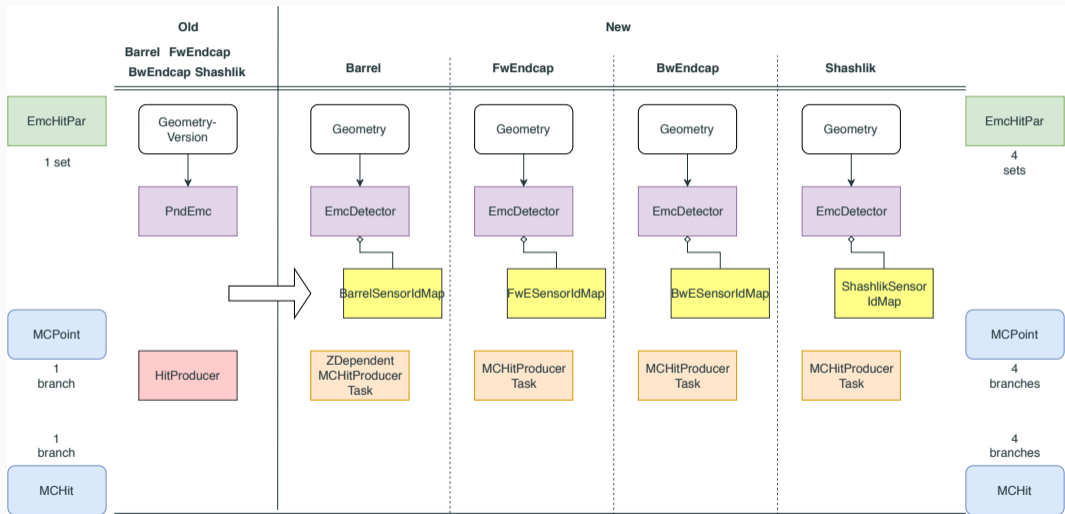 Old
New
Barrel FwEndcap
BwEndcap Shashlik
Barrel
FwEndcap
BwEndcap
Shashlik
EmcHitPar
1 set
Geometry-
Version
Geometry
Geometry
Geometry
Geometry
EmcHitPar
4
sets
PndEmc
EmcDetector
EmcDetector
EmcDetector
EmcDetector
BarrelSensorIdMap
FwESensorIdMap
BwESensorIdMap
ShashlikSensor
IdMap
MCPoint
1
branch
HitProducer
ZDependent
MCHitProducer
Task
MCHitProducer
Task
MCHitProducer
Task
MCHitProducer
Task
MCPoint
4
branches
1
branch
MCHit
4
branches
MCHit